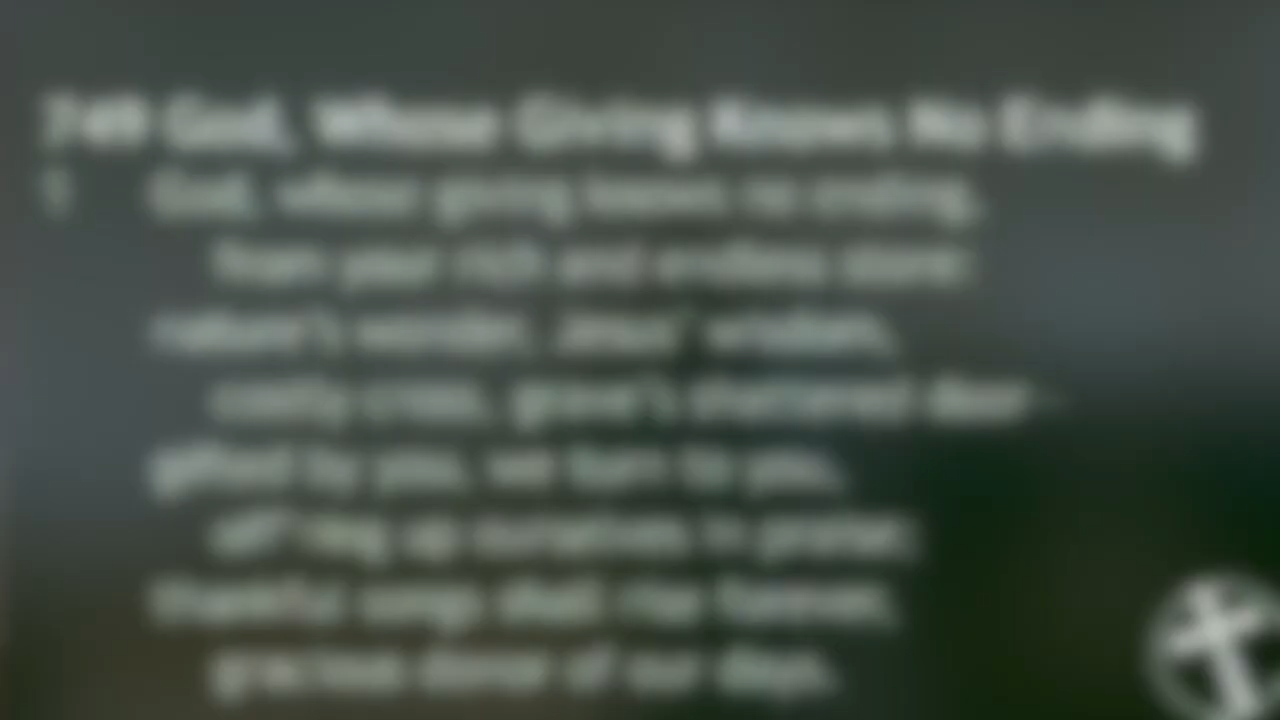 God, Whose Giving Knows No Ending
1 God, whose giving knows no ending,
from your rich and endless store:
nature's wonder, Jesus' wisdom,
costly cross, grave's shattered door—
gifted by you, we turn to you,
off'ring up ourselves in praise;
thankful songs shall rise forever,
gracious donor of our days.